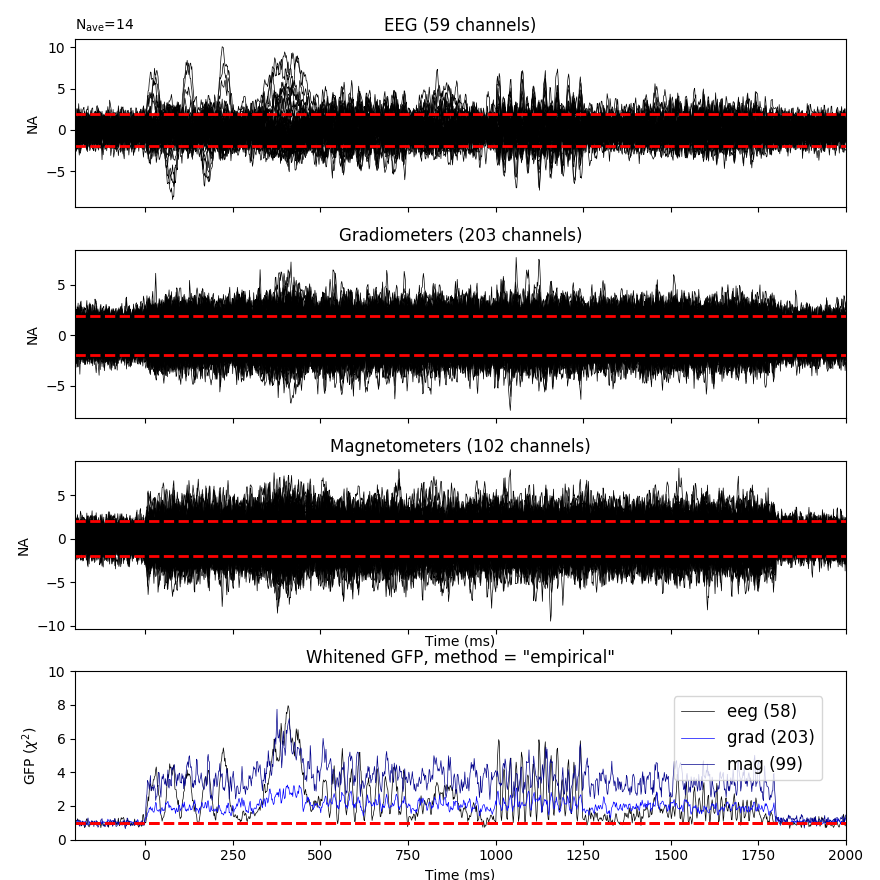 N_ave=14
EEG (59 channels)
10
5
0
−5
NA
Gradiometers (203 channels)
5
0
−5
NA
Magnetometers (102 channels)
5
0
−5
−10
NA
Time (ms)
Whitened GFP, method = "empirical"
10
8
6
4
2
0
GFP (χ²)
eeg (58)
grad (203)
mag (99)
0 250 500 750 1000 1250 1500 1750 2000
Time (ms)